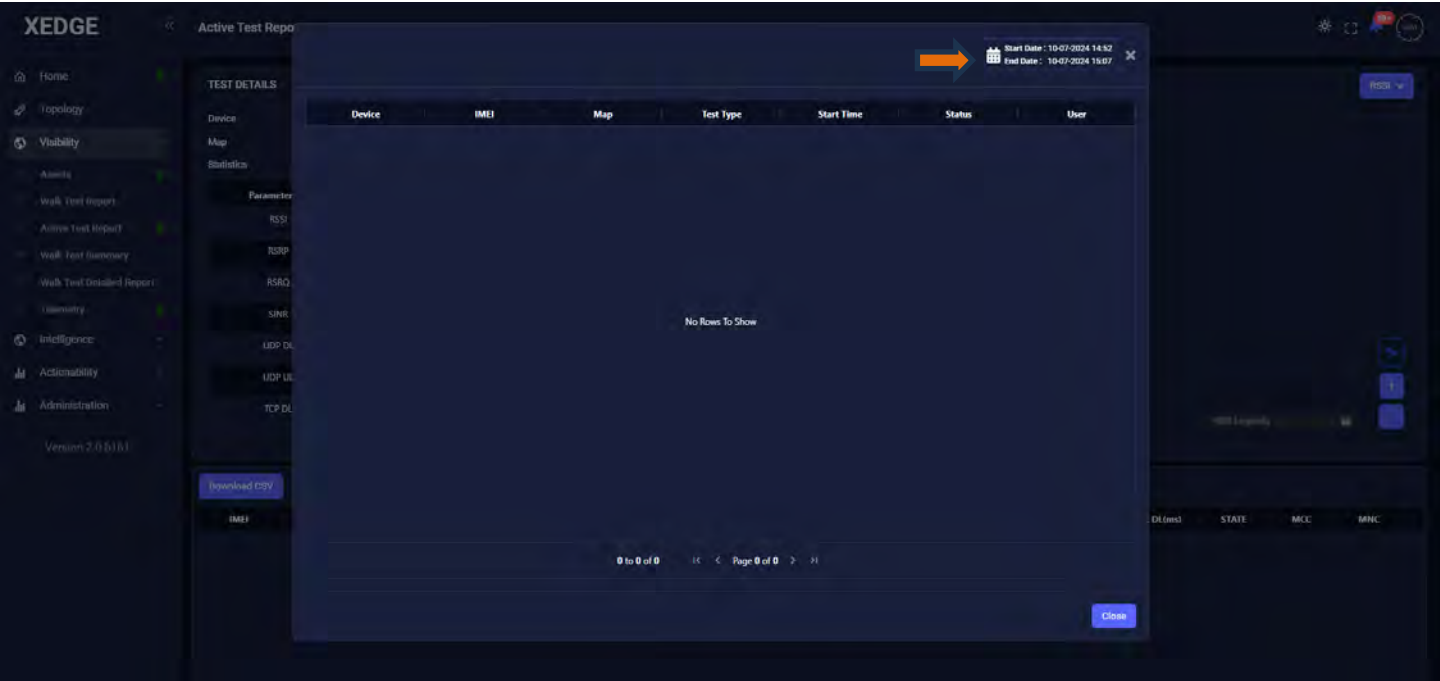 XEDGE
Active Test Repo
Start Date : 10-07-2024 14:52
End Date : 10-07-2024 15:07
Home
Topology
Visibility
Assets
Walk Test Report
Active Test Report
Walk Test Summary
Walk Test Detailed Report
Telemetry
Intelligence
Actionability
Administration
Version 2.0.6161
TEST DETAILS
RSSI
Device
Map
Statistics
Parameter
RSSI
RSRP
RSRQ
SINR
UDP DL
UDP UL
TCP DL
Device IMEI Map Test Type Start Time Status User
No Rows To Show
0 to 0 of 0 Page 0 of 0
Close
Download CSV
IMEI DL(ms) STATE MCC MNC